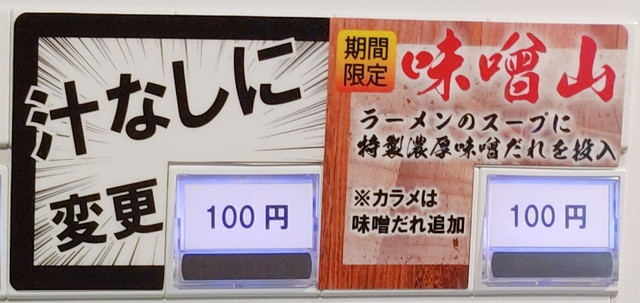 汁なしに
変更
100円
期間
限定
味噌山
ラーメンのスープに
特製濃厚味噌だれを投入
※カラメは
味噌だれ追加
100円